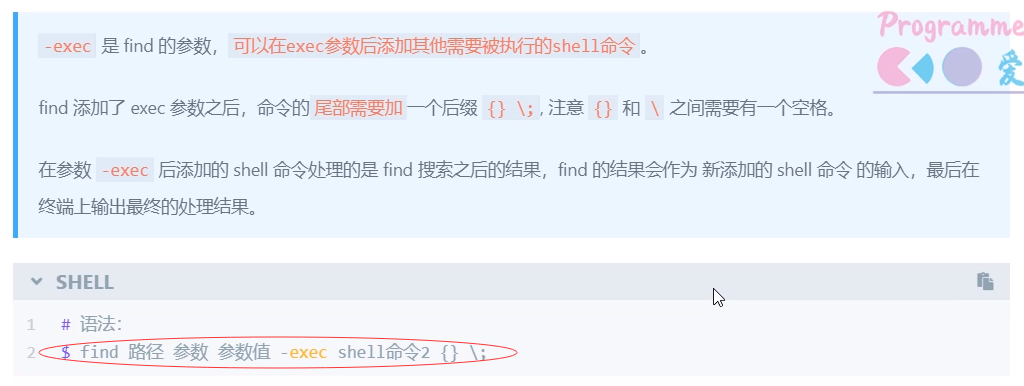 Programme
爱
-exec 是 find 的参数，可以在exec参数后添加其他需要被执行的shell命令。
find 添加了 exec 参数之后，命令的尾部需要加一个后缀 {} \;, 注意 {} 和 \ 之间需要有一个空格。
在参数 -exec 后添加的 shell 命令处理的是 find 搜索之后的结果，find 的结果会作为 新添加的 shell 命令 的输入，最后在
终端上输出最终的处理结果。
SHELL
1 # 语法：
2 $ find 路径 参数 参数值 -exec shell命令2 {} \;